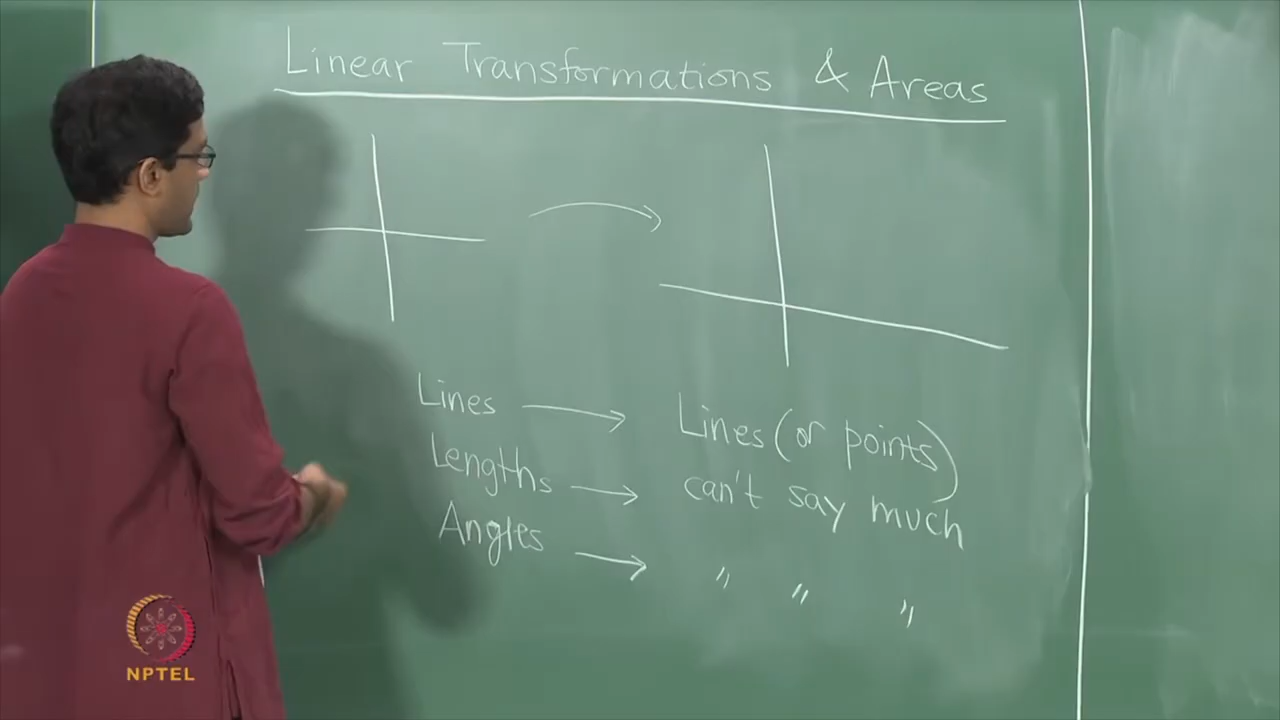 Linear Transformations & Areas
Lines → Lines (or points)
Lengths → can't say much
Angles → " " "
NPTEL